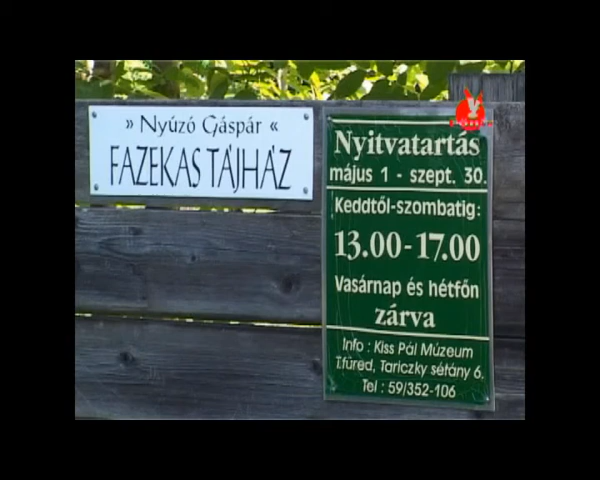 » Nyúzó Gáspár «
FAZEKAS TÁJHÁZ
Nyitvatartás
május 1 - szept. 30.
Keddtől-szombatig:
13.00-17.00
Vasárnap és hétfőn
zárva
Info : Kiss Pál Múzeum
T.füred, Tariczky sétány 6.
Tel : 59/352-106